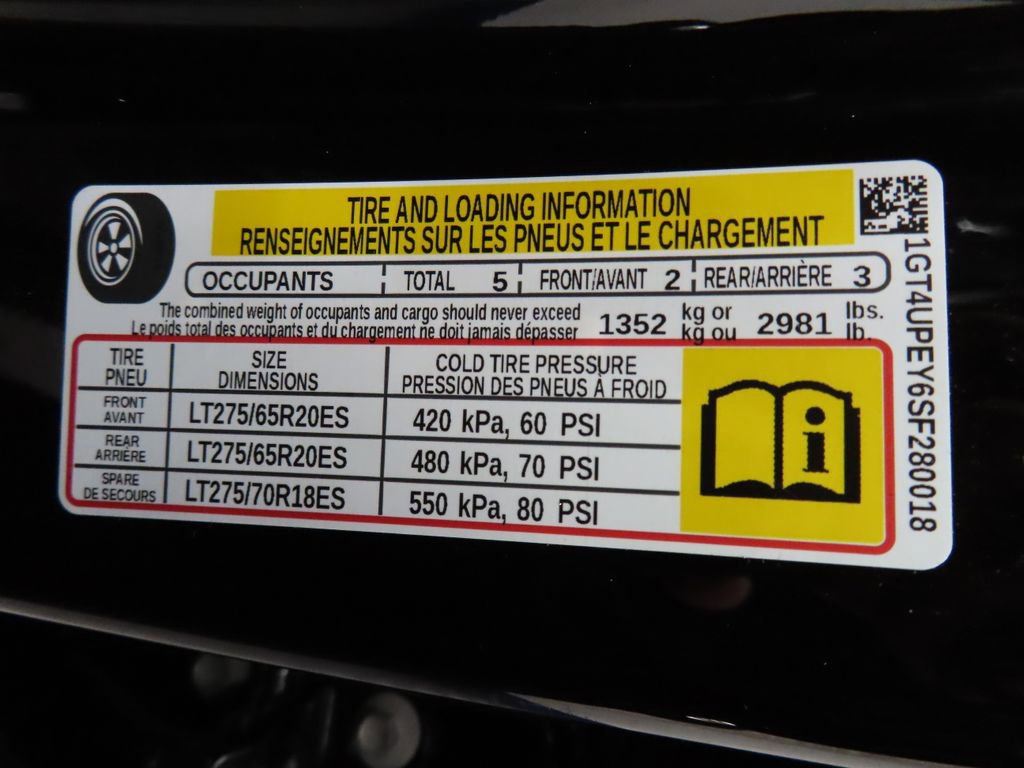 TIRE AND LOADING INFORMATION
RENSEIGNEMENTS SUR LES PNEUS ET LE CHARGEMENT
OCCUPANTS TOTAL 5 FRONT/AVANT 2 REAR/ARRIÈRE 3
The combined weight of occupants and cargo should never exceed
Le poids total des occupants et du chargement ne doit jamais dépasser
1352 kg or 2981 lbs.
kg ou lb.
TIRE SIZE COLD TIRE PRESSURE
PNEU DIMENSIONS PRESSION DES PNEUS À FROID
FRONT
AVANT LT275/65R20ES 420 kPa, 60 PSI
REAR
ARRIÈRE LT275/65R20ES 480 kPa, 70 PSI
SPARE
DE SECOURS LT275/70R18ES 550 kPa, 80 PSI
i
1GT4UPEY6SF280018